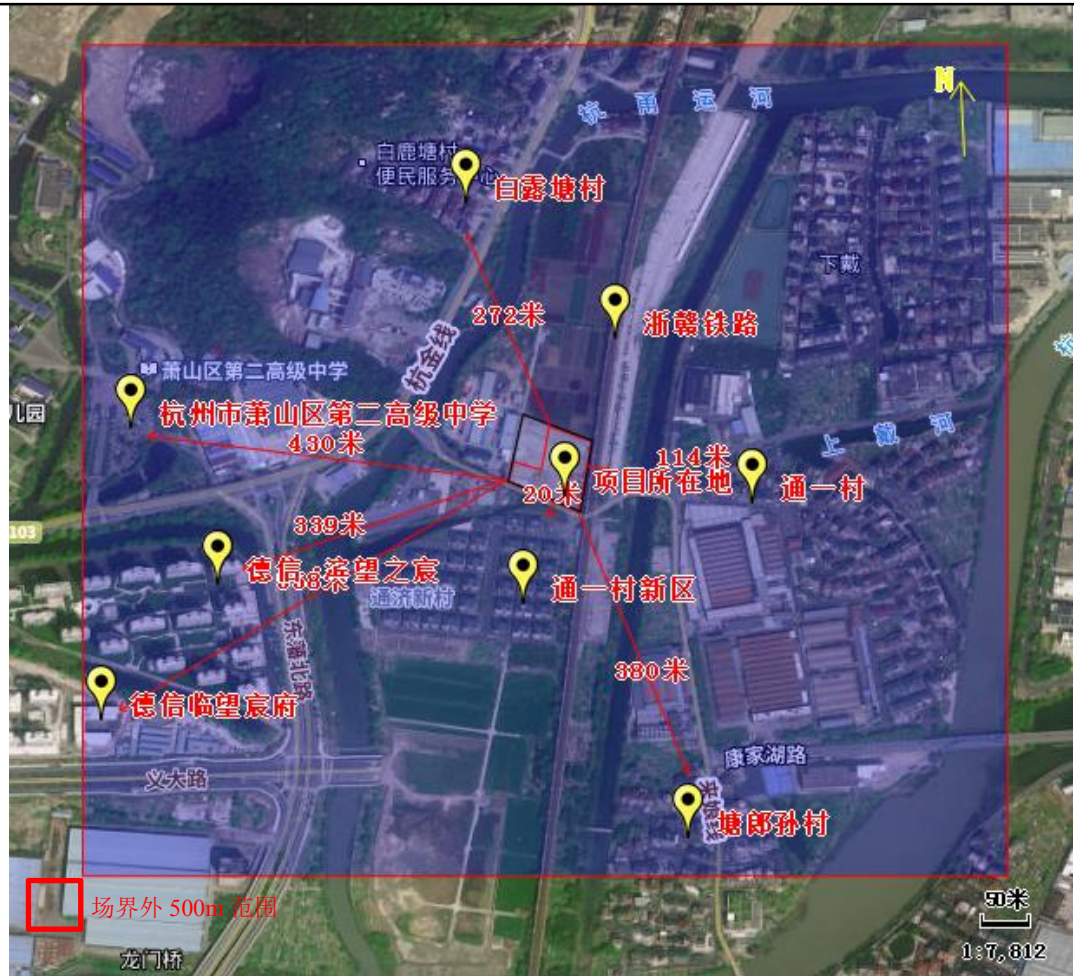 N
杭 甬 运 河
白鹿塘村
便民服务中心
白露塘村
下戴
272米
浙赣铁路
杭金线
萧山区第二高级中学
儿园
杭州市萧山区第二高级中学
430米
上 戴 河
杭
114米
项目所在地
通一村
20米
103
339米
德信·滨望之宸
通一村新区
通济新村
东蕃北路
380米
德信临望宸府
康家湖路
义大路
塘郎孙村
场界外 500m 范围
50米
1:7,812
龙门桥